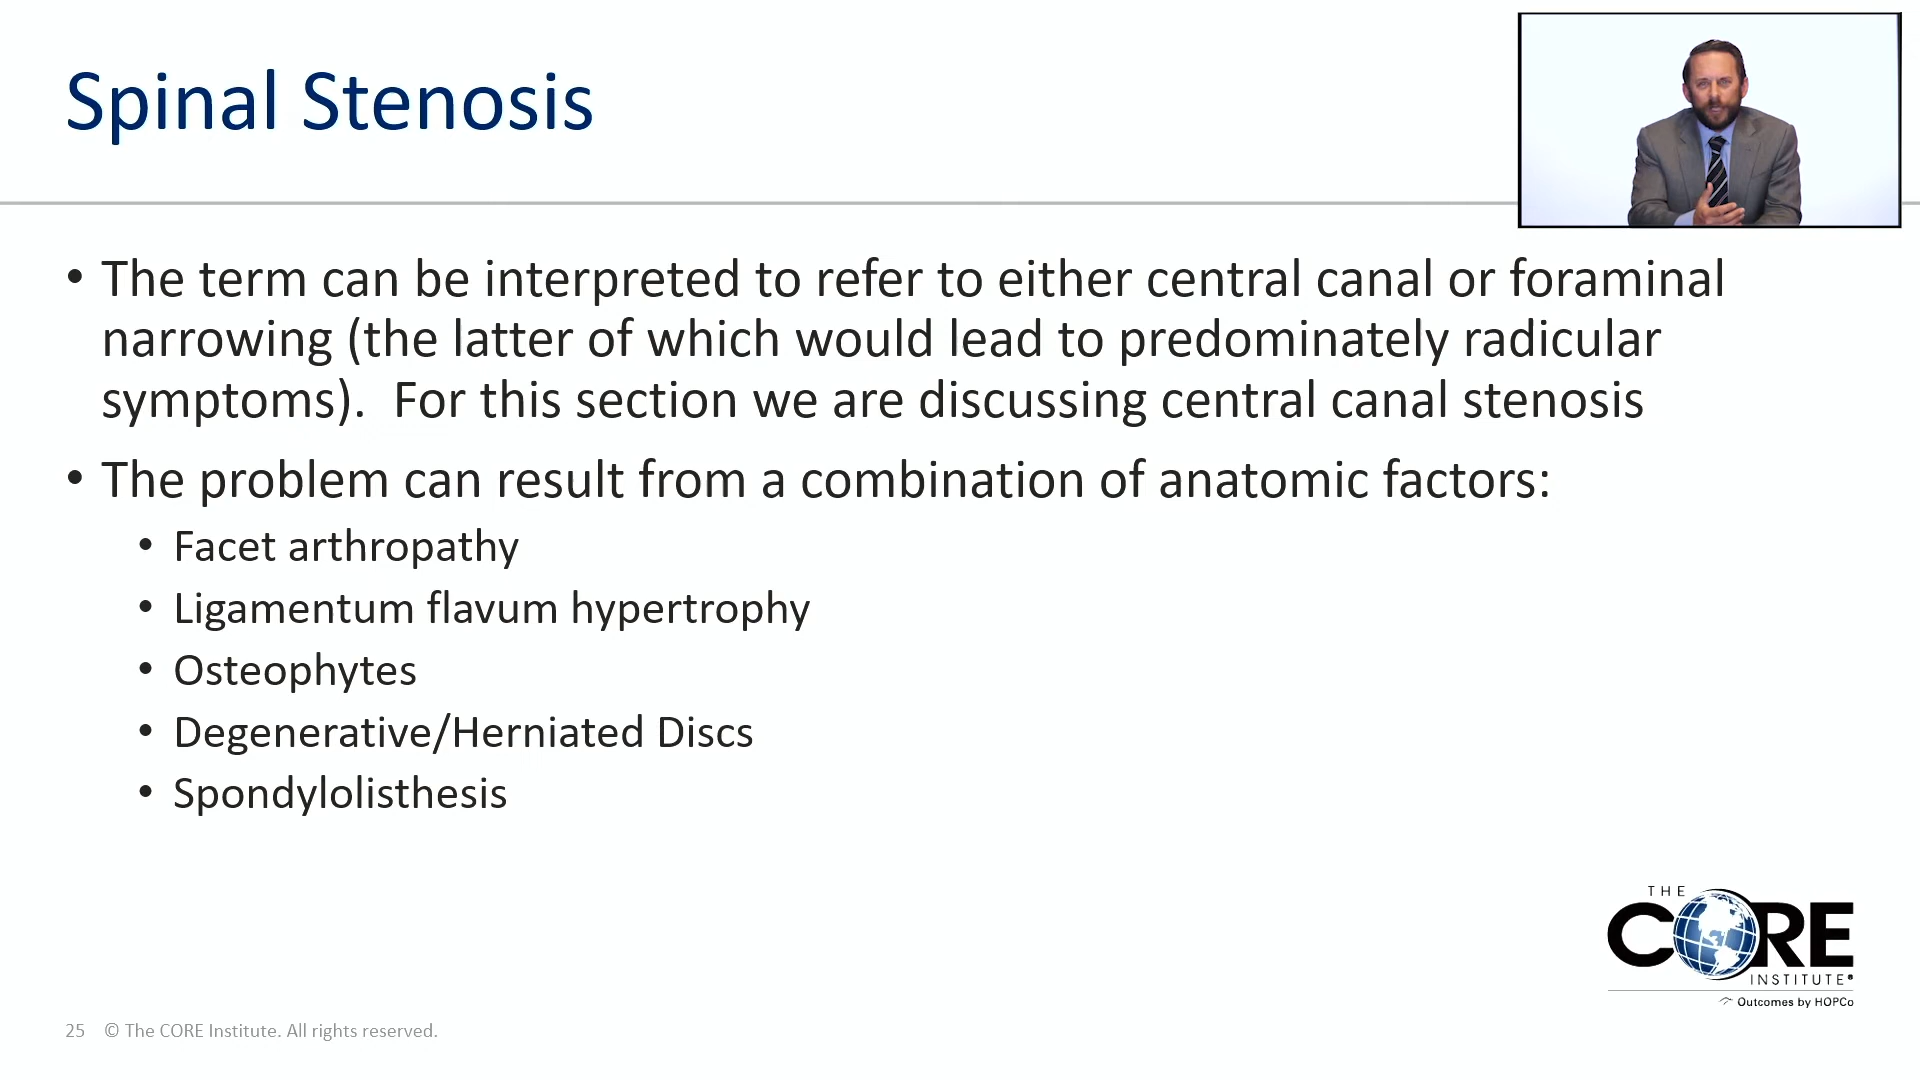 Spinal Stenosis
• The term can be interpreted to refer to either central canal or foraminal
narrowing (the latter of which would lead to predominately radicular
symptoms).  For this section we are discussing central canal stenosis
• The problem can result from a combination of anatomic factors:
• Facet arthropathy
• Ligamentum flavum hypertrophy
• Osteophytes
• Degenerative/Herniated Discs
• Spondylolisthesis
THE
CORE
INSTITUTE®
Outcomes by HOPCo
25 © The CORE Institute. All rights reserved.